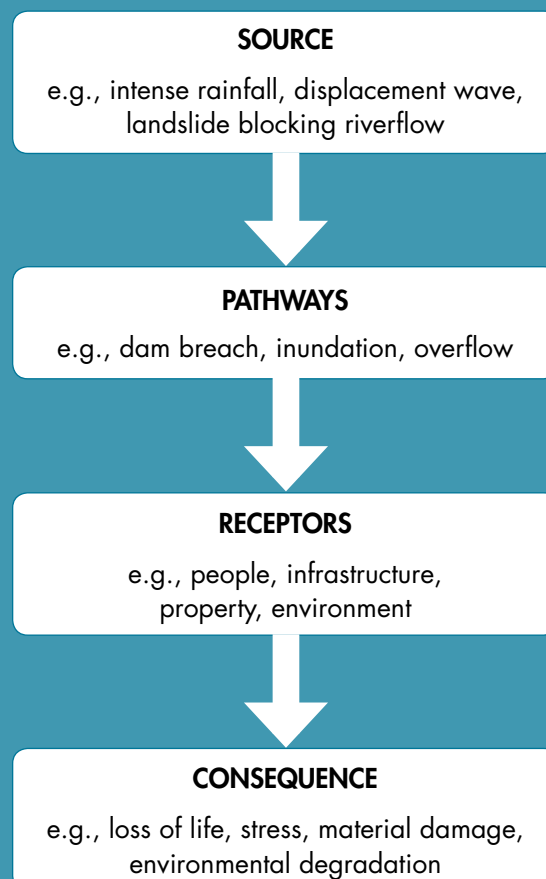 SOURCE
e.g., intense rainfall, displacement wave,
landslide blocking riverflow
PATHWAYS
e.g., dam breach, inundation, overflow
RECEPTORS
e.g., people, infrastructure,
property, environment
CONSEQUENCE
e.g., loss of life, stress, material damage,
environmental degradation